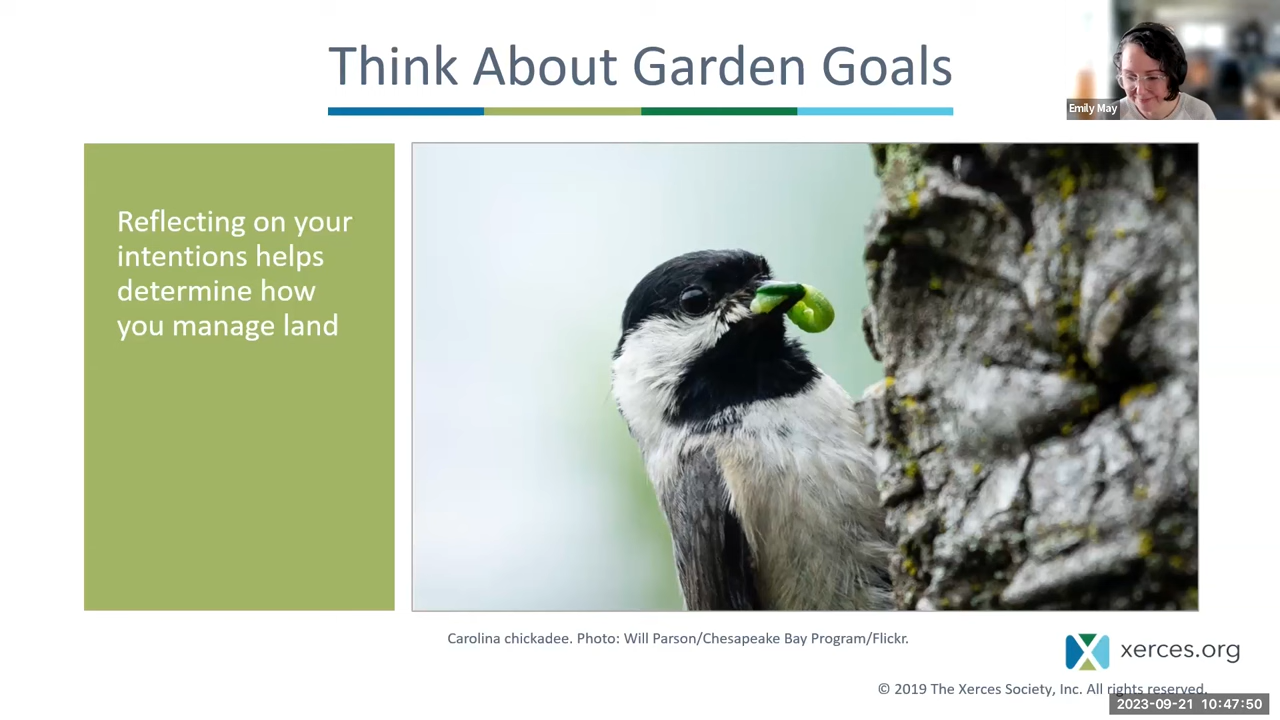 Think About Garden Goals
Emily May
Reflecting on your
intentions helps
determine how
you manage land
Carolina chickadee. Photo: Will Parson/Chesapeake Bay Program/Flickr.
xerces.org
© 2019 The Xerces Society, Inc. All rights reserved.
2023-09-21 10:47:50